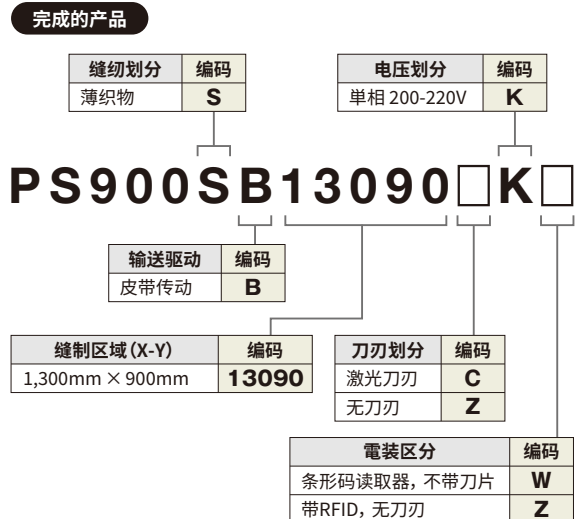 完成的产品
缝纫划分 编码
薄织物 S
电压划分 编码
単相 200-220V K
PS900SB13090□K□
输送驱动 编码
皮带传动 B
缝制区域(X-Y) 编码
1,300mm × 900mm 13090
刀刃划分 编码
激光刀刃 C
无刀刃 Z
電装区分 编码
条形码读取器, 不带刀片 W
带RFID, 无刀刃 Z